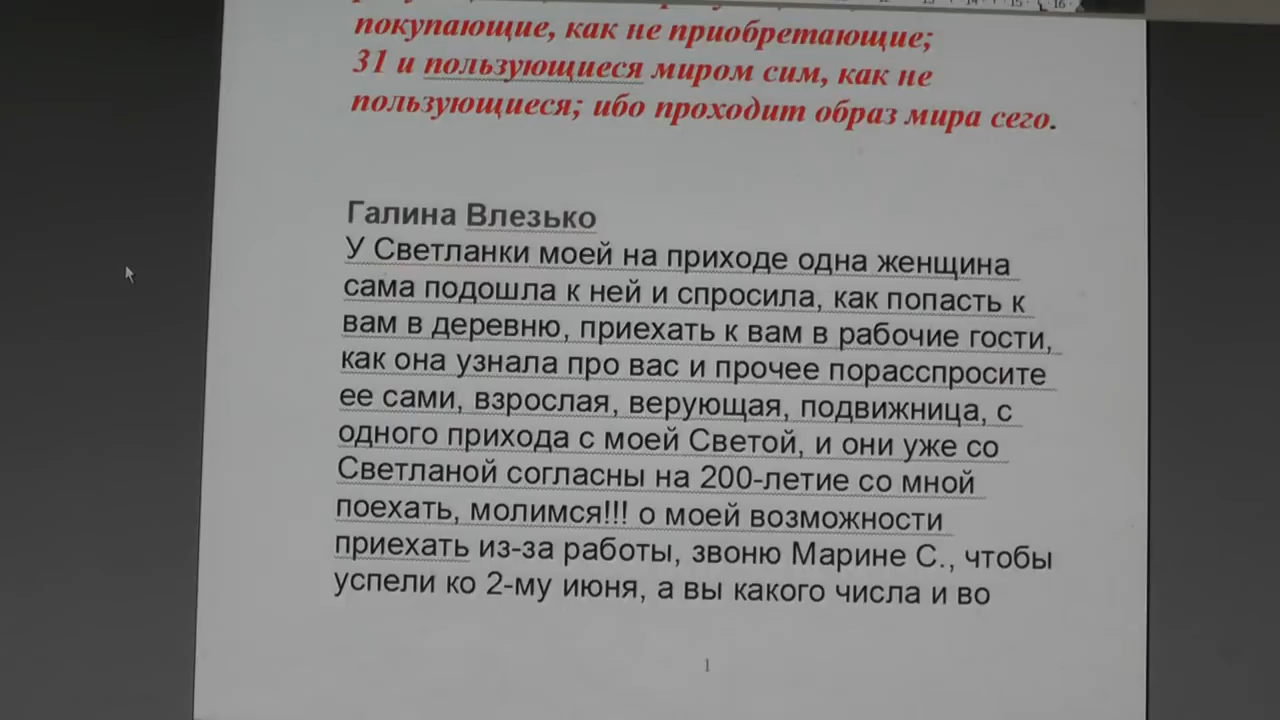 покупающие, как не приобретающие;
31 и пользующиеся миром сим, как не
пользующиеся; ибо проходит образ мира сего.
Галина Влезько
У Светланки моей на приходе одна женщина
сама подошла к ней и спросила, как попасть к
вам в деревню, приехать к вам в рабочие гости,
как она узнала про вас и прочее порасспросите
ее сами, взрослая, верующая, подвижница, с
одного прихода с моей Светой, и они уже со
Светланой согласны на 200-летие со мной
поехать, молимся!!! о моей возможности
приехать из-за работы, звоню Марине С., чтобы
успели ко 2-му июня, а вы какого числа и во
1